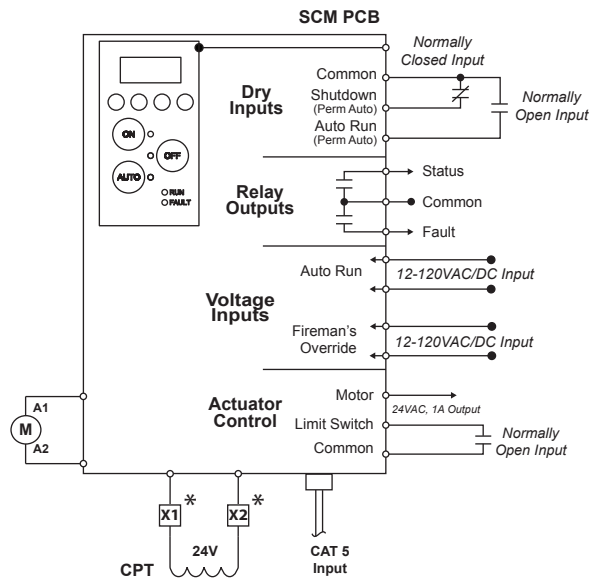 SCM PCB
Normally
Closed Input
Common
Dry
Inputs
Shutdown
(Perm Auto)
Auto Run
(Perm Auto)
Normally
Open Input
ON
OFF
AUTO
RUN
FAULT
Relay
Outputs
Status
Common
Fault
Voltage
Inputs
Auto Run
12-120VAC/DC Input
Fireman's
Override
12-120VAC/DC Input
Actuator
Control
Motor
24VAC, 1A Output
Limit Switch
Common
Normally
Open Input
A1
M
A2
X1 *
X2 *
24V
CPT
CAT 5
Input